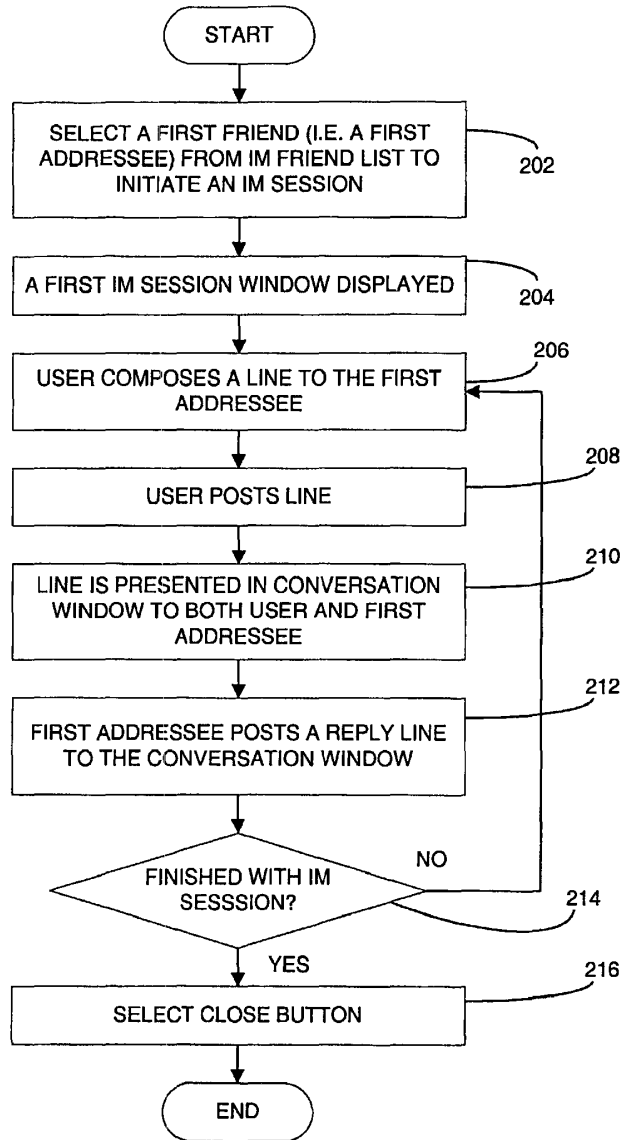 START
SELECT A FIRST FRIEND (I.E. A FIRST
ADDRESSEE) FROM IM FRIEND LIST TO
INITIATE AN IM SESSION
202
A FIRST IM SESSION WINDOW DISPLAYED
204
206
USER COMPOSES A LINE TO THE FIRST
ADDRESSEE
208
USER POSTS LINE
210
LINE IS PRESENTED IN CONVERSATION
WINDOW TO BOTH USER AND FIRST
ADDRESSEE
212
FIRST ADDRESSEE POSTS A REPLY LINE
TO THE CONVERSATION WINDOW
NO
FINISHED WITH IM
SESSSION?
214
YES
216
SELECT CLOSE BUTTON
END